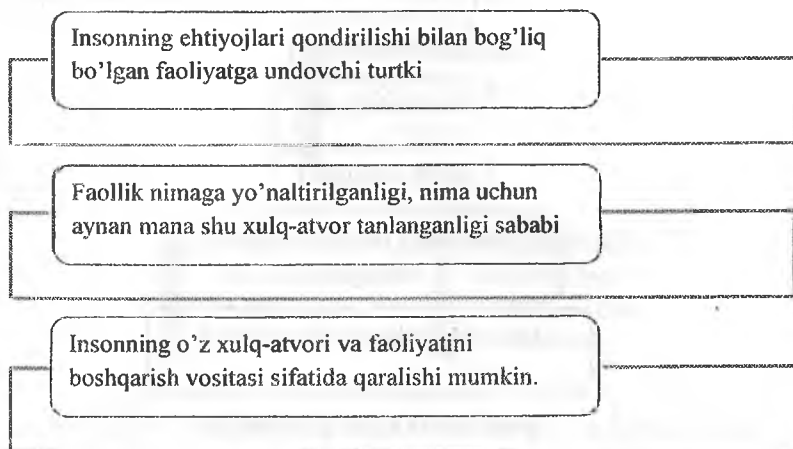 Insonning ehtiyojlari qondirilishi bilan bog’liq
bo’lgan faoliyatga undovchi turtki
Faollik nimaga yo’naltirilganligi, nima uchun
aynan mana shu xulq-atvor tanlanganligi sababi
Insonning o’z xulq-atvori va faoliyatini
boshqarish vositasi sifatida qaralishi mumkin.